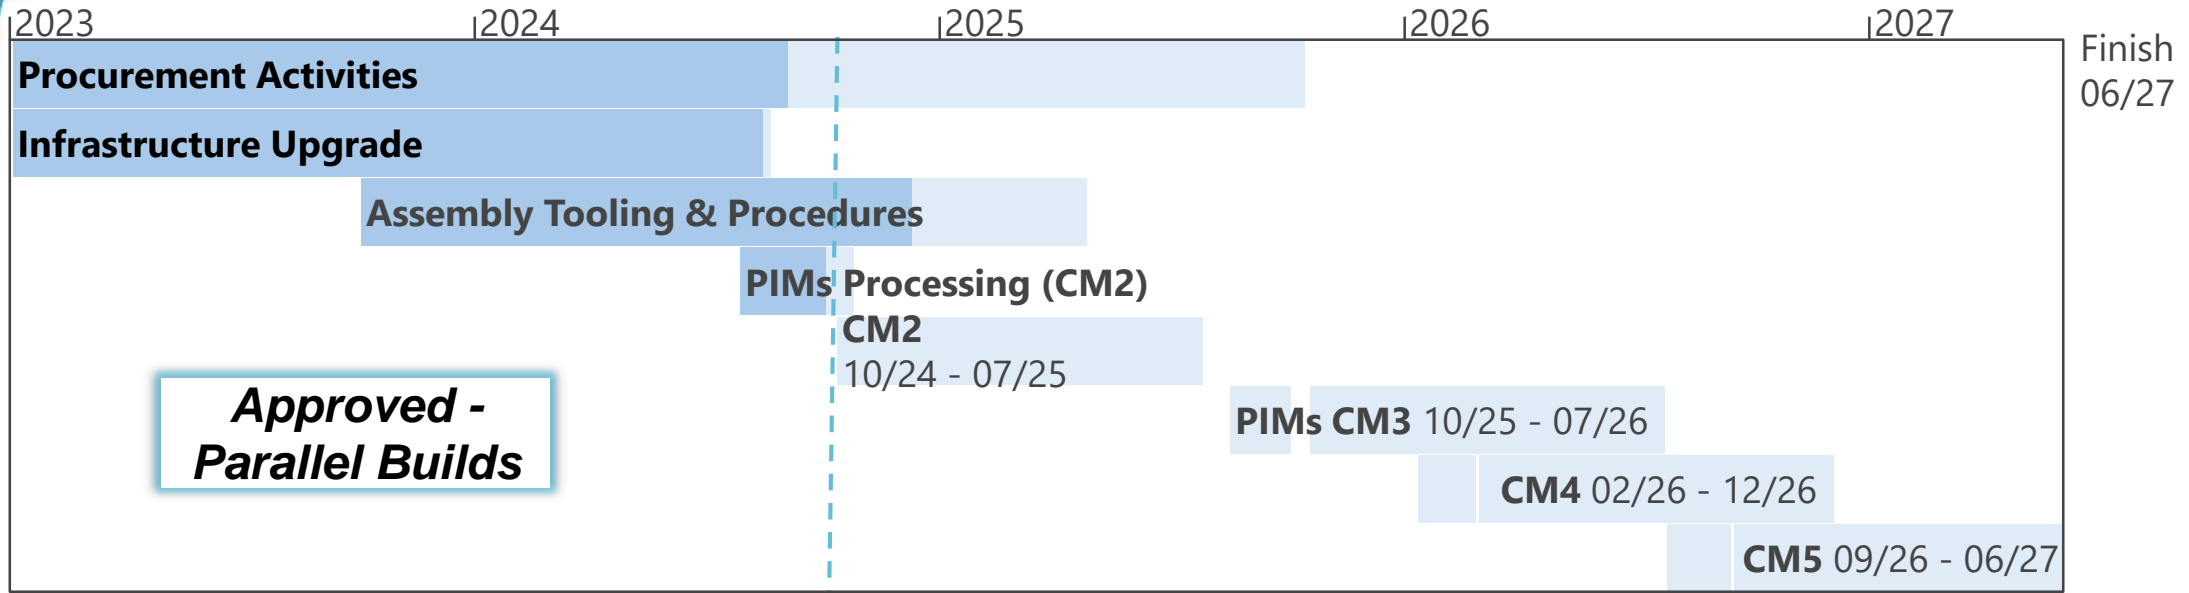 2023 2024 2025 2026 2027
Finish
06/27
Procurement Activities
Infrastructure Upgrade
Assembly Tooling & Procedures
PIMs Processing (CM2)
CM2
10/24 - 07/25
Approved -
Parallel Builds
PIMs CM3 10/25 - 07/26
CM4 02/26 - 12/26
CM5 09/26 - 06/27